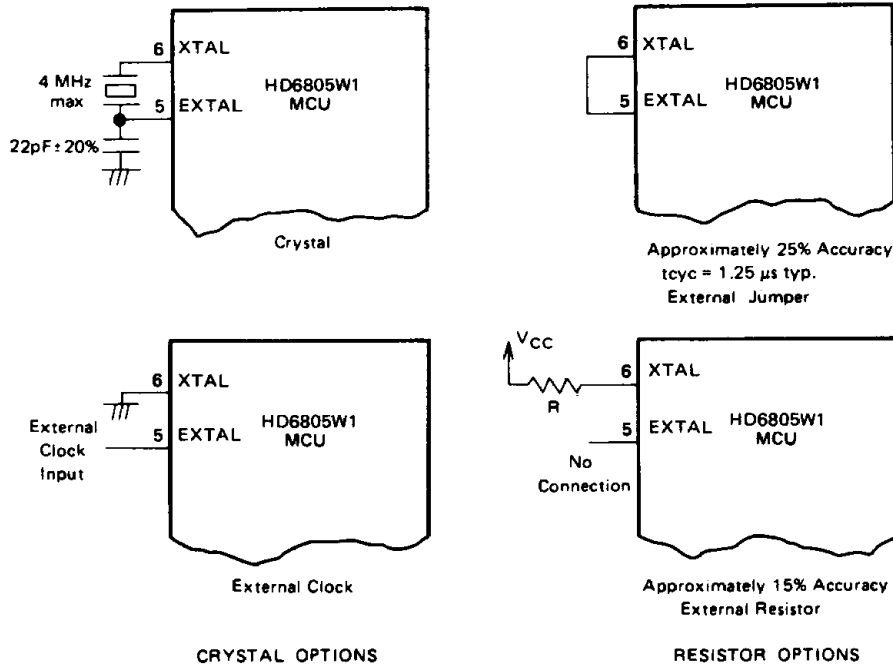 6 XTAL
4 MHz
max
HD6805W1
MCU
5 EXTAL
22pF±20%
Crystal
6 XTAL
HD6805W1
MCU
5 EXTAL
Approximately 25% Accuracy
tcyc = 1.25 μs typ.
External Jumper
6 XTAL
External
Clock
Input
5 EXTAL
HD6805W1
MCU
External Clock
VCC
R
6 XTAL
5 EXTAL
HD6805W1
MCU
No
Connection
Approximately 15% Accuracy
External Resistor
CRYSTAL OPTIONS
RESISTOR OPTIONS